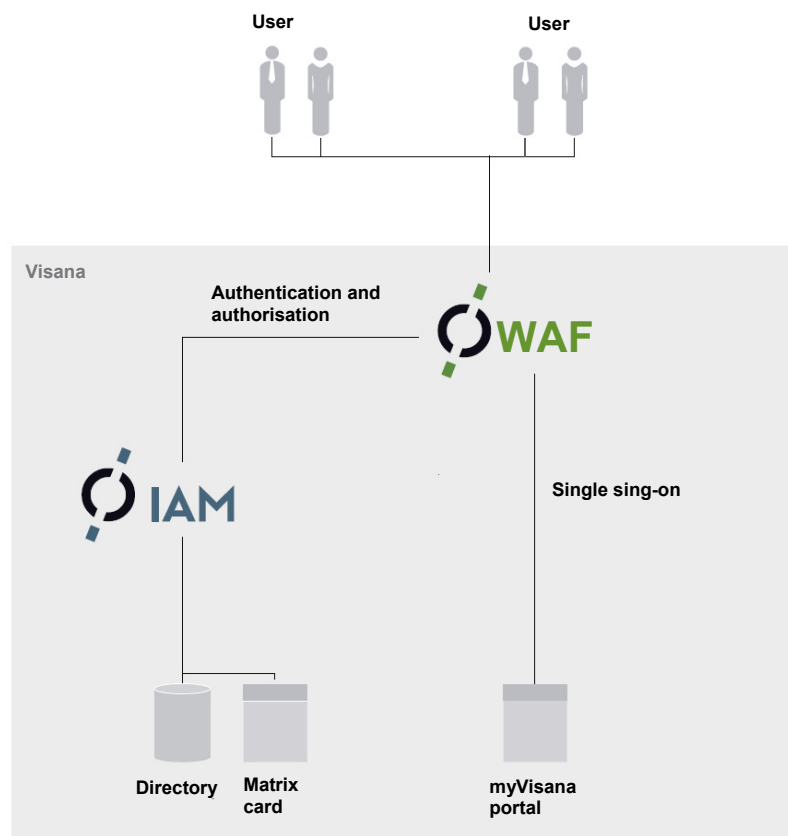 User
User
Visana
Authentication and
authorisation
WAF
IAM
Single sing-on
Directory
Matrix
card
myVisana
portal